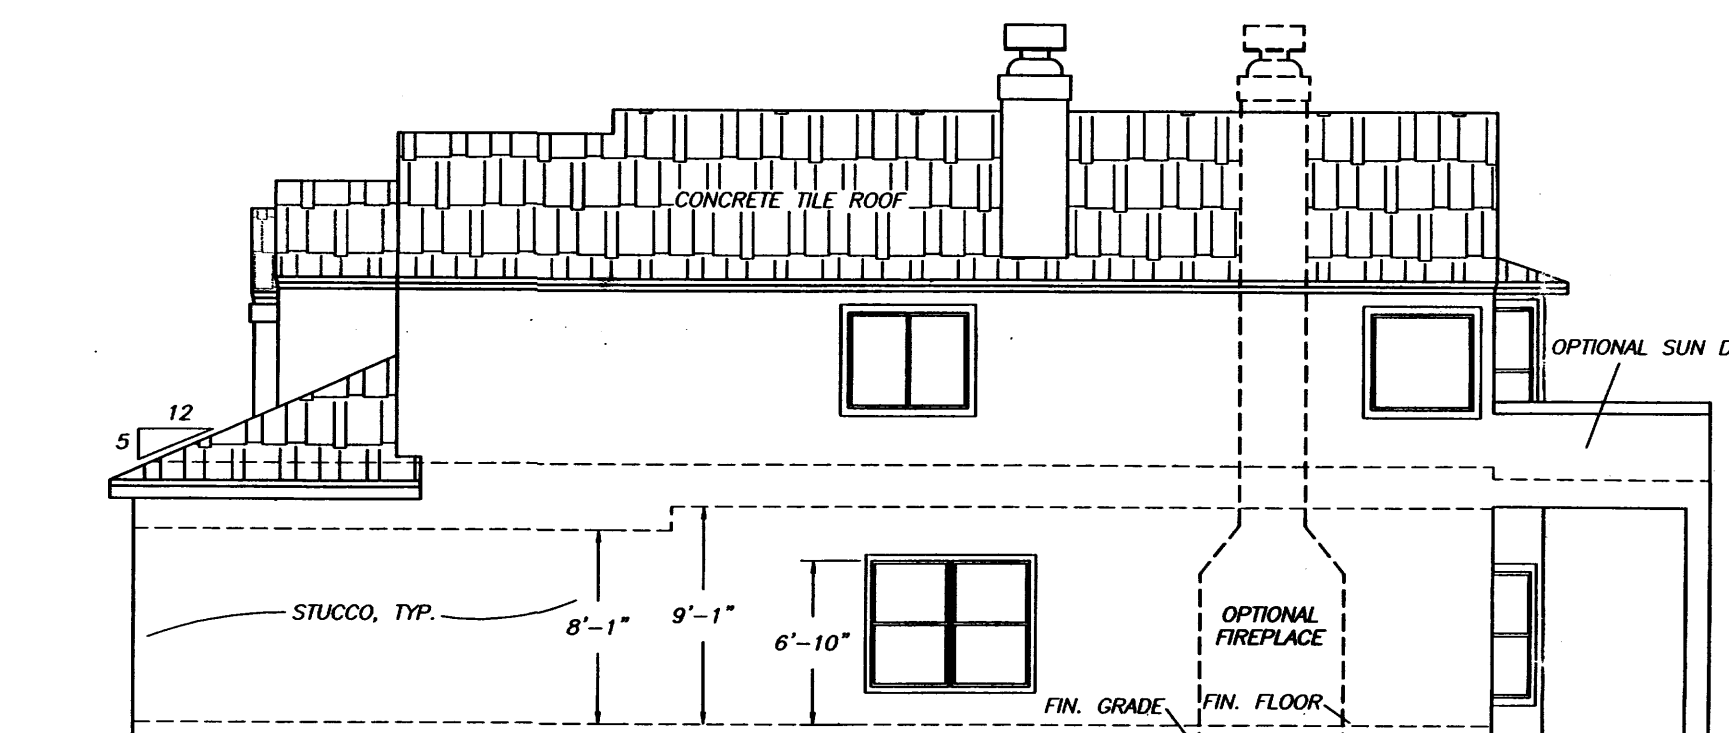 CONCRETE TILE ROOF
OPTIONAL SUN D
12
5
STUCCO, TYP.
8'-1"
9'-1"
6'-10"
OPTIONAL
FIREPLACE
FIN. GRADE
FIN. FLOOR